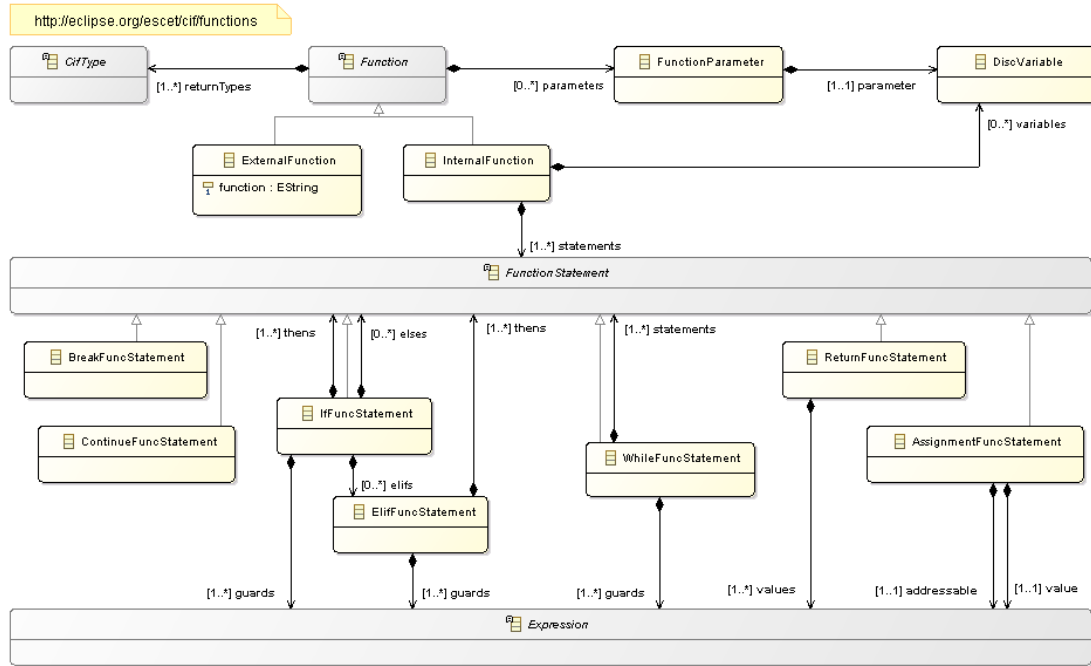 http://eclipse.org/escet/cif/functions
CifType
Function
FunctionParameter
DiscVariable
[1..*] returnTypes
[0..*] parameters
[1..1] parameter
[0..*] variables
ExternalFunction
InternalFunction
1 function : EString
[1..*] statements
FunctionStatement
[1..*] thens
[0..*] elses
[1..*] thens
[1..*] statements
BreakFuncStatement
ReturnFuncStatement
IfFuncStatement
ContinueFuncStatement
AssignmentFuncStatement
WhileFuncStatement
[0..*] elifs
ElifFuncStatement
[1..*] guards
[1..*] guards
[1..*] guards
[1..*] values
[1..1] addressable
[1..1] value
Expression